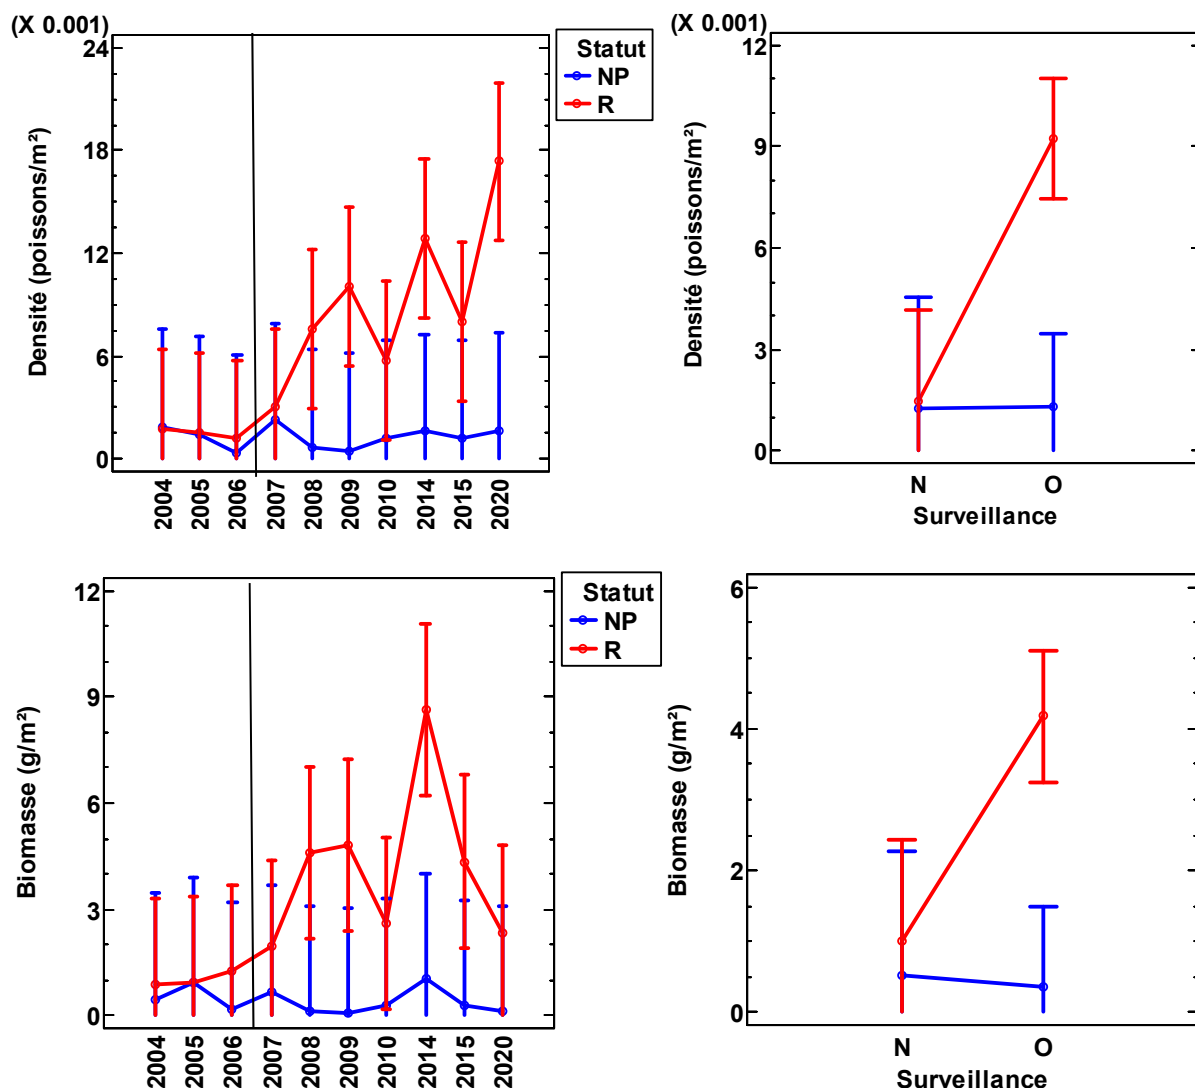 (X 0.001)
24
18
12
6
0
Densité (poissons/m²)
2004
2005
2006
2007
2008
2009
2010
2014
2015
2020
Statut
NP
R
(X 0.001)
12
9
6
3
0
Densité (poissons/m²)
N O
Surveillance
12
9
6
3
0
Biomasse (g/m²)
2004
2005
2006
2007
2008
2009
2010
2014
2015
2020
Statut
NP
R
6
4
2
0
Biomasse (g/m²)
N O
Surveillance